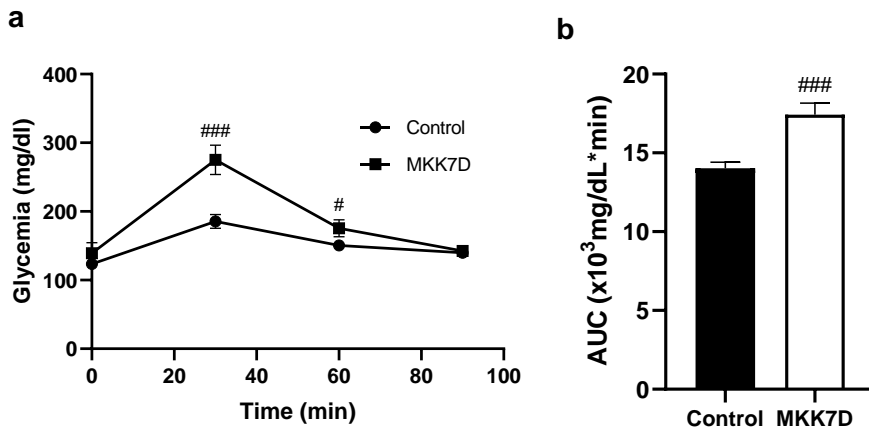 a
400
300
200
100
0
Glycemia (mg/dl)
###
#
Control
MKK7D
0 20 40 60 80 100
Time (min)
b
20
15
10
5
0
AUC (x10³mg/dL*min)
###
Control MKK7D